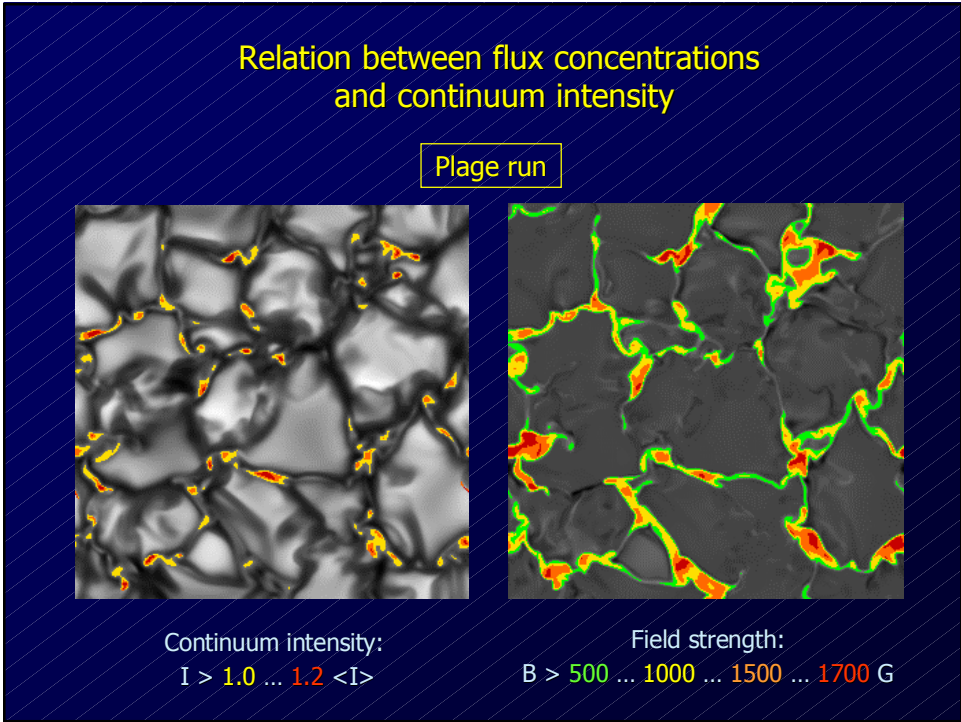 Relation between flux concentrations
and continuum intensity
Plage run
Continuum intensity:
I > 1.0 … 1.2 <I>
Field strength:
B > 500 … 1000 … 1500 … 1700 G